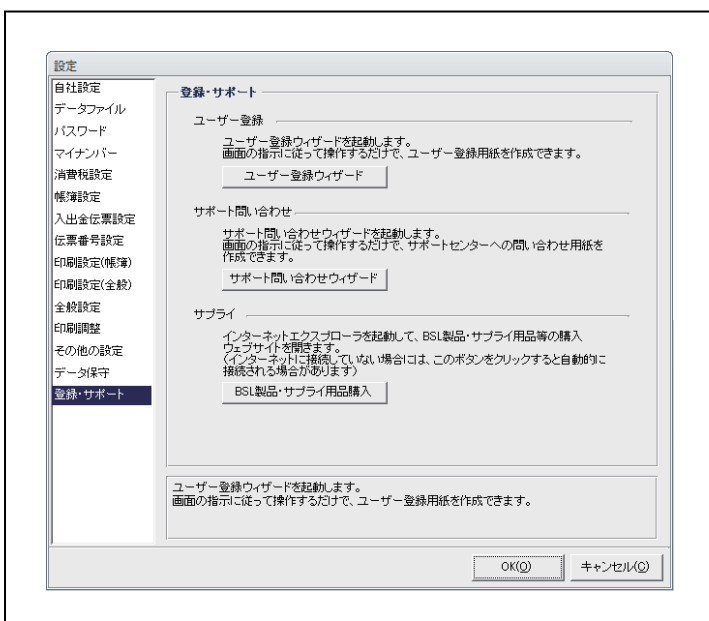 設定
自社設定
データファイル
パスワード
マイナンバー
消費税設定
帳簿設定
入出金伝票設定
伝票番号設定
印刷設定(帳簿)
印刷設定(全般)
全般設定
印刷調整
その他の設定
データ保守
登録・サポート
登録・サポート
ユーザー登録
ユーザー登録ウィザードを起動します。
画面の指示に従って操作するだけで、ユーザー登録用紙を作成できます。
ユーザー登録ウィザード
サポート問い合わせ
サポート問い合わせウィザードを起動します。
画面の指示に従って操作するだけで、サポートセンターへの問い合わせ用紙を
作成できます。
サポート問い合わせウィザード
サプライ
インターネットエクスプローラを起動して、BSL製品・サプライ用品等の購入
ウェブサイトを開きます。
(インターネットに接続していない場合には、このボタンをクリックすると自動的に
接続される場合があります)
BSL製品・サプライ用品購入
ユーザー登録ウィザードを起動します。
画面の指示に従って操作するだけで、ユーザー登録用紙を作成できます。
OK(O)
キャンセル(C)